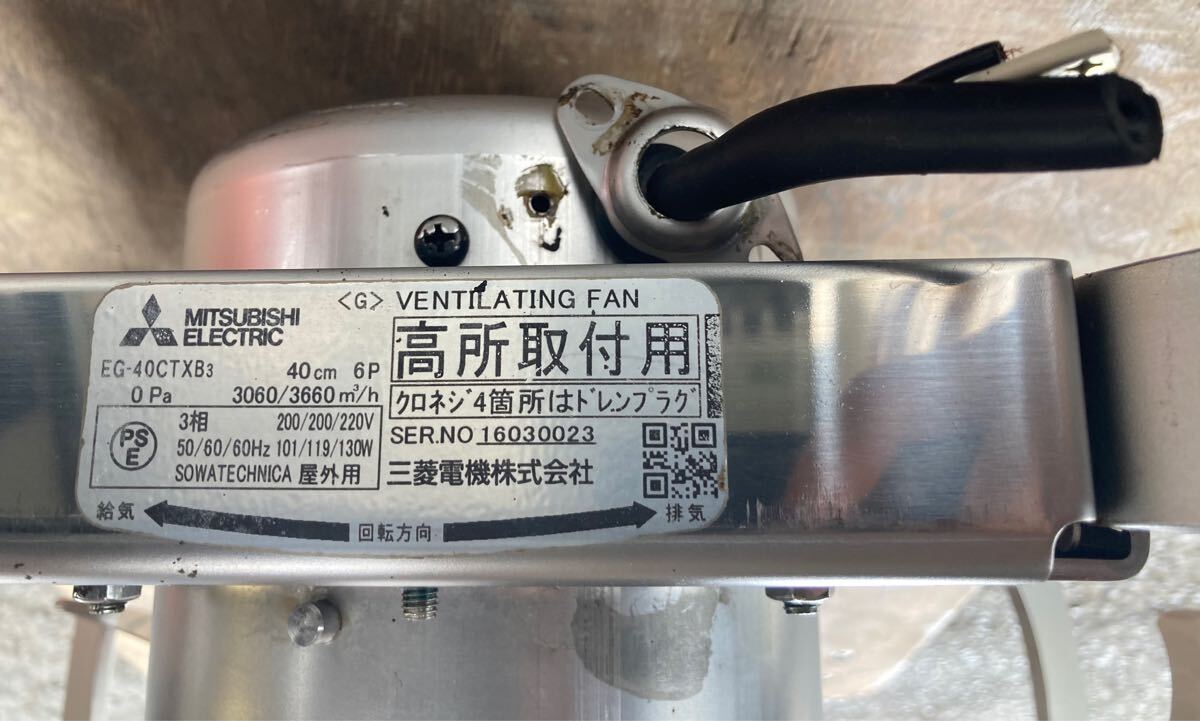 MITSUBISHI
ELECTRIC
<G> VENTILATING FAN
EG-40CTXB3 40cm 6P
0 Pa 3060/3660m³/h
高所取付用
クロネジ4箇所はドレンプラグ
PS
E
3相 200/200/220V
50/60/60Hz 101/119/130W
SOWATECHNICA 屋外用
SER.NO 16030023
三菱電機株式会社
給気 回転方向 排気